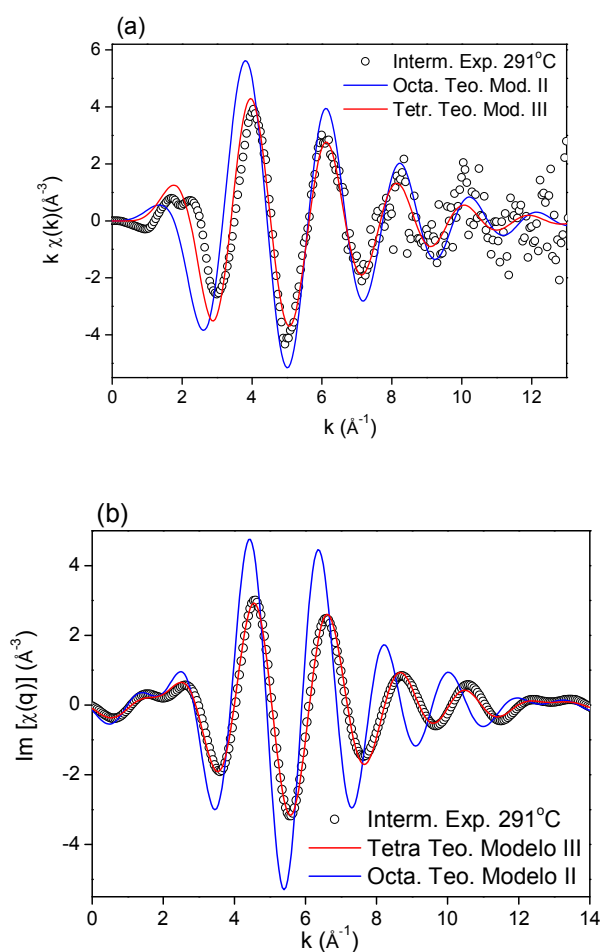 (a)
6
4
2
0
-2
-4
k χ(k)(Å⁻³)
Interm. Exp. 291°C
Octa. Teo. Mod. II
Tetr. Teo. Mod. III
0 2 4 6 8 10 12
k (Å⁻¹)
(b)
4
2
0
-2
-4
Im [χ(q)] (Å⁻³)
Interm. Exp. 291°C
Tetra Teo. Modelo III
Octa. Teo. Modelo II
0 2 4 6 8 10 12 14
k (Å⁻¹)